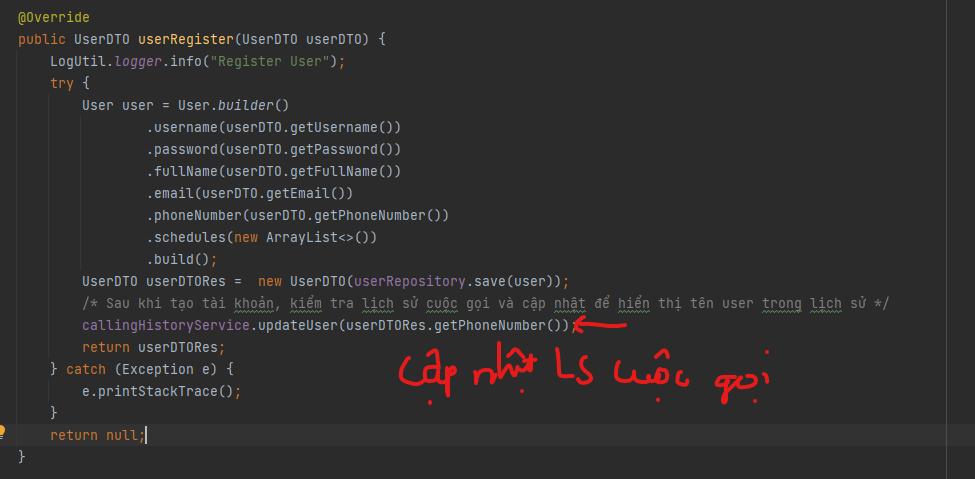 @Override
public UserDTO userRegister(UserDTO userDTO) {
LogUtil.logger.info("Register User");
try {
User user = User.builder()
.username(userDTO.getUsername())
.password(userDTO.getPassword())
.fullName(userDTO.getFullName())
.email(userDTO.getEmail())
.phoneNumber(userDTO.getPhoneNumber())
.schedules(new ArrayList<>())
.build();
UserDTO userDTORes =  new UserDTO(userRepository.save(user));
/* Sau khi tạo tài khoản, kiểm tra lịch sử cuộc gọi và cập nhật để hiển thị tên user trong lịch sử */
callingHistoryService.updateUser(userDTORes.getPhoneNumber());
return userDTORes;
} catch (Exception e) {
Cập nhật LS cuộc gọi
e.printStackTrace();
}
return null;
}